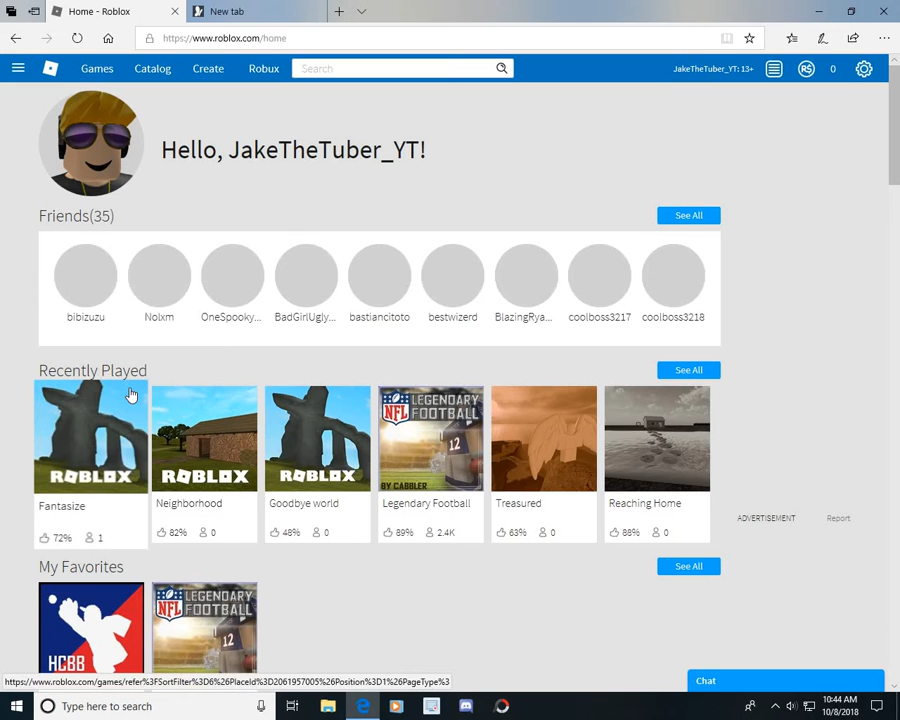 Home - Roblox
New tab
https://www.roblox.com/home
Games
Catalog
Create
Robux
Search
JakeTheTuber_YT: 13+
R$
0
Hello, JakeTheTuber_YT!
Friends(35)
See All
bibizuzu
Nolxm
OneSpooky...
BadGirlUgly...
bastiancitoto
bestwizerd
BlazingRya...
coolboss3217
coolboss3218
Recently Played
See All
ROBLOX
ROBLOX
ROBLOX
NFL LEGENDARY FOOTBALL
12
BY CABBLER
Fantasize
Neighborhood
Goodbye world
Legendary Football
Treasured
Reaching Home
72% 1
82% 0
48% 0
89% 2.4K
63% 0
88% 0
ADVERTISEMENT
Report
My Favorites
See All
HCBB
NFL LEGENDARY FOOTBALL
12
https://www.roblox.com/games/refer%3FSortFilter%3D6%26PlaceId%3D2061957005%26Position%3D1%26PageType%3
Chat
Type here to search
10:44 AM
10/8/2018